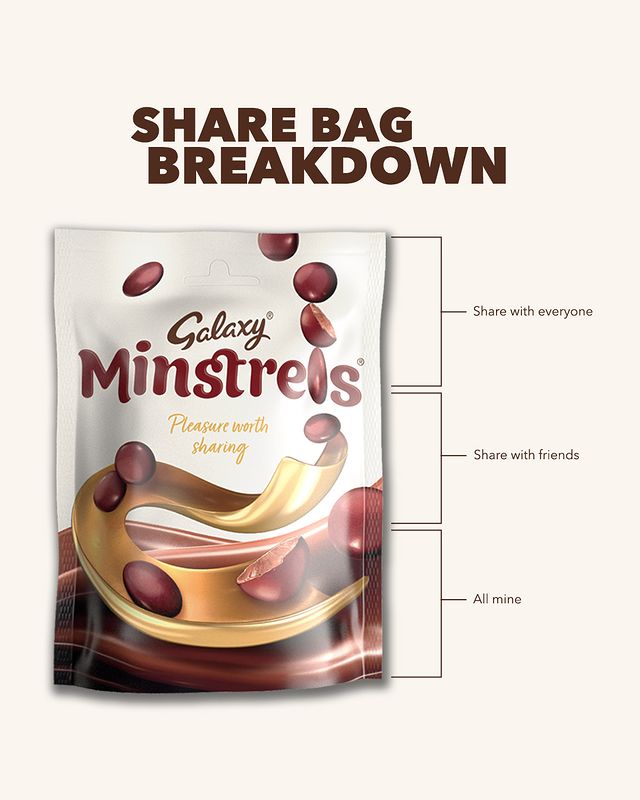 SHARE BAG
BREAKDOWN
Galaxy®
Minstrels®
Pleasure worth
sharing
Share with everyone
Share with friends
All mine